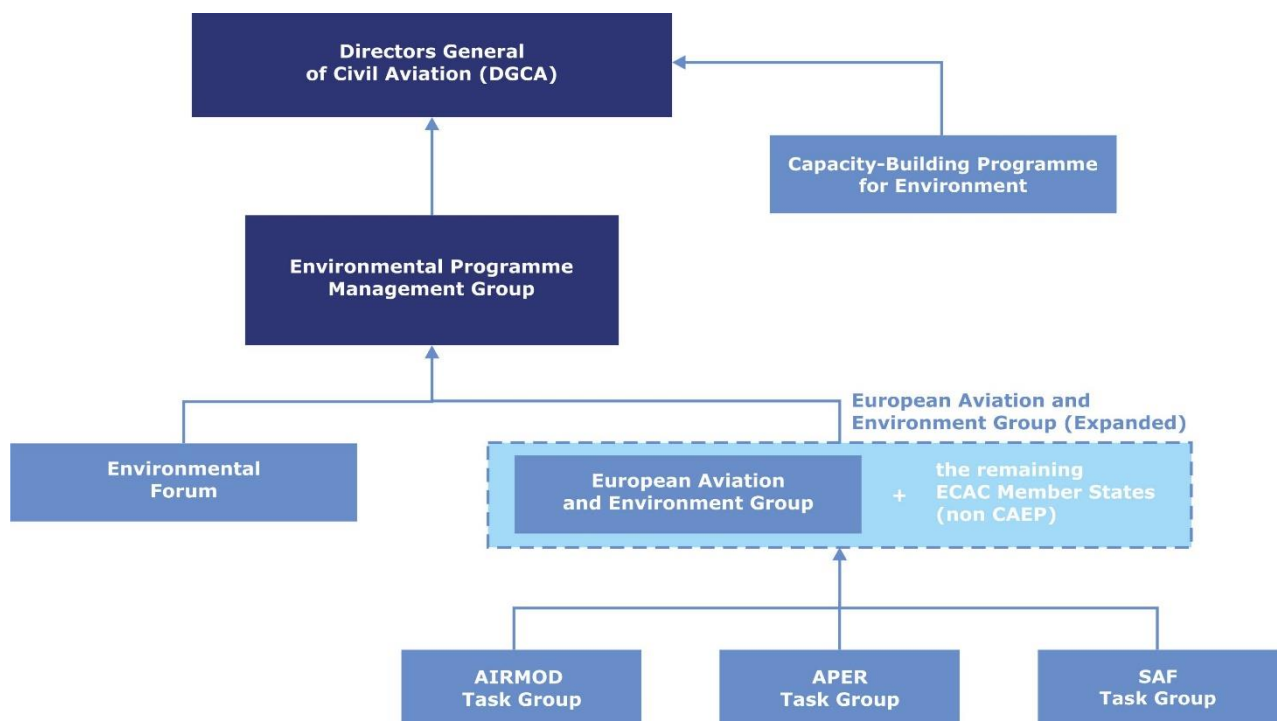 Directors General
of Civil Aviation (DGCA)
Capacity-Building Programme
for Environment
Environmental Programme
Management Group
European Aviation and
Environment Group (Expanded)
Environmental
Forum
European Aviation
and Environment Group
+
the remaining
ECAC Member States
(non CAEP)
AIRMOD
Task Group
APER
Task Group
SAF
Task Group